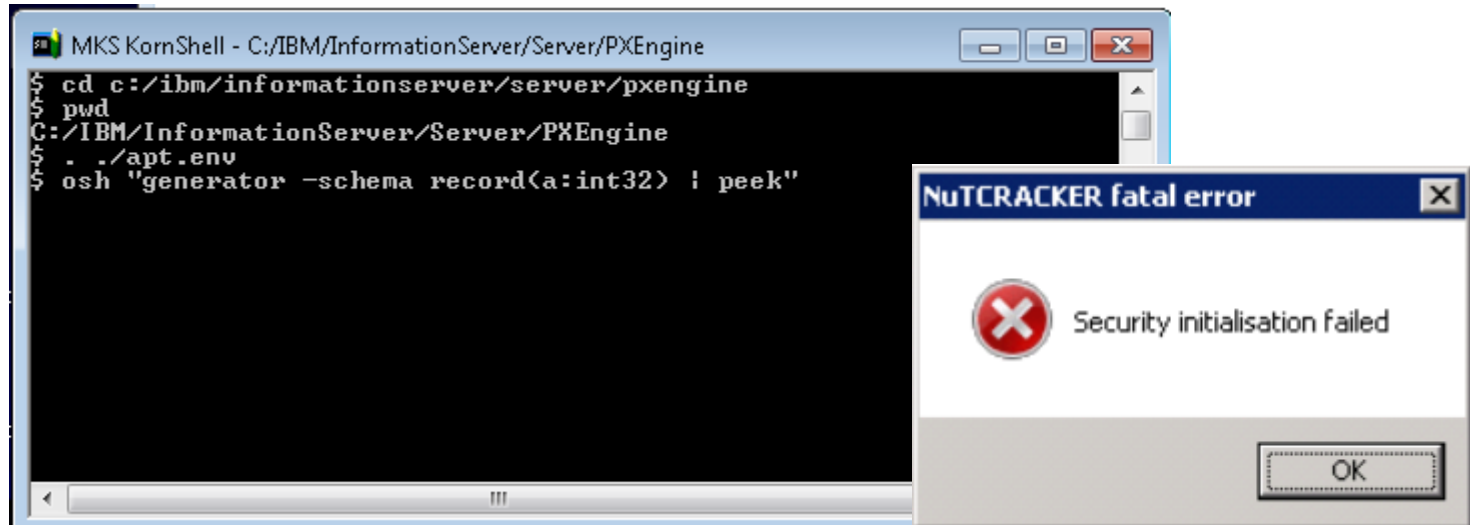 MKS KornShell - C:/IBM/InformationServer/Server/PXEngine
$ cd c:/ibm/informationserver/server/pxengine
$ pwd
C:/IBM/InformationServer/Server/PXEngine
$ . ./apt.env
$ osh "generator -schema record(a:int32) | peek"
NuTCRACKER fatal error
Security initialisation failed
OK